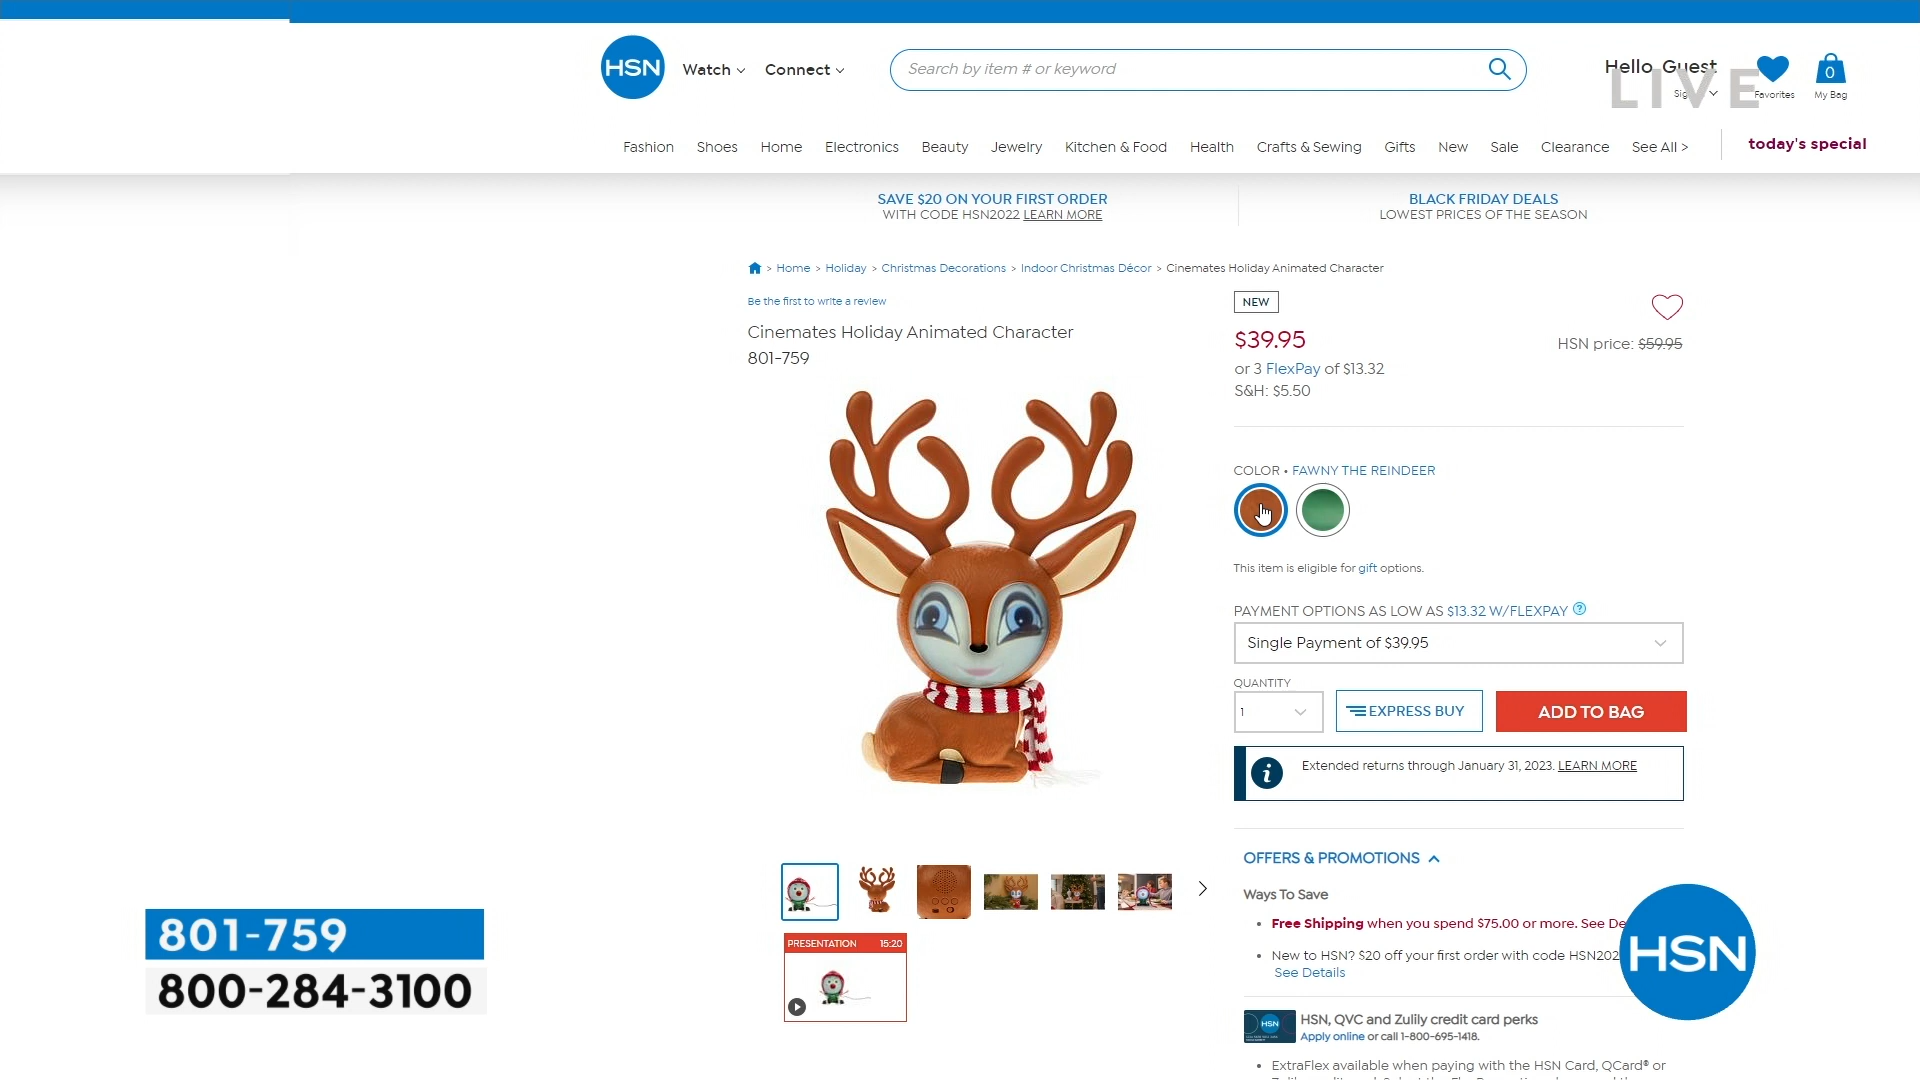 HSN
Watch
Connect
Search by item # or keyword
Hello, Guest
LIVE
Favorites
0
My Bag
Fashion
Shoes
Home
Electronics
Beauty
Jewelry
Kitchen & Food
Health
Crafts & Sewing
Gifts
New
Sale
Clearance
See All >
today's special
SAVE $20 ON YOUR FIRST ORDER
WITH CODE HSN2022 LEARN MORE
BLACK FRIDAY DEALS
LOWEST PRICES OF THE SEASON
> Home > Holiday > Christmas Decorations > Indoor Christmas Décor > Cinemates Holiday Animated Character
Be the first to write a review
Cinemates Holiday Animated Character
801-759
NEW
$39.95
HSN price: $59.95
or 3 FlexPay of $13.32
S&H: $5.50
COLOR • FAWNY THE REINDEER
This item is eligible for gift options.
PAYMENT OPTIONS AS LOW AS $13.32 W/FLEXPAY ?
Single Payment of $39.95
QUANTITY
1
EXPRESS BUY
ADD TO BAG
i
Extended returns through January 31, 2023. LEARN MORE
OFFERS & PROMOTIONS
Ways To Save
• Free Shipping when you spend $75.00 or more. See De
• New to HSN? $20 off your first order with code HSN202
See Details
HSN
HSN, QVC and Zulily credit card perks
Apply online or call 1-800-695-1418.
• ExtraFlex available when paying with the HSN Card, QCard® or
PRESENTATION 15:20
801-759
800-284-3100
HSN